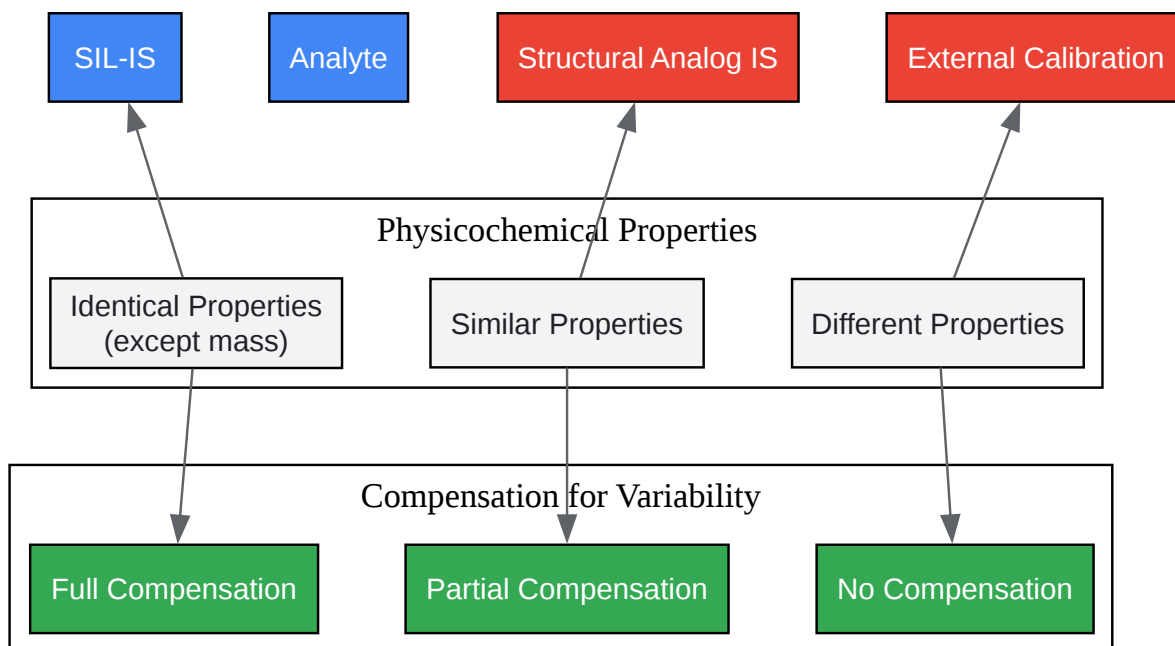 SIL-IS
Analyte
Structural Analog IS
External Calibration
Physicochemical Properties
Identical Properties
(except mass)
Similar Properties
Different Properties
Compensation for Variability
Full Compensation
Partial Compensation
No Compensation